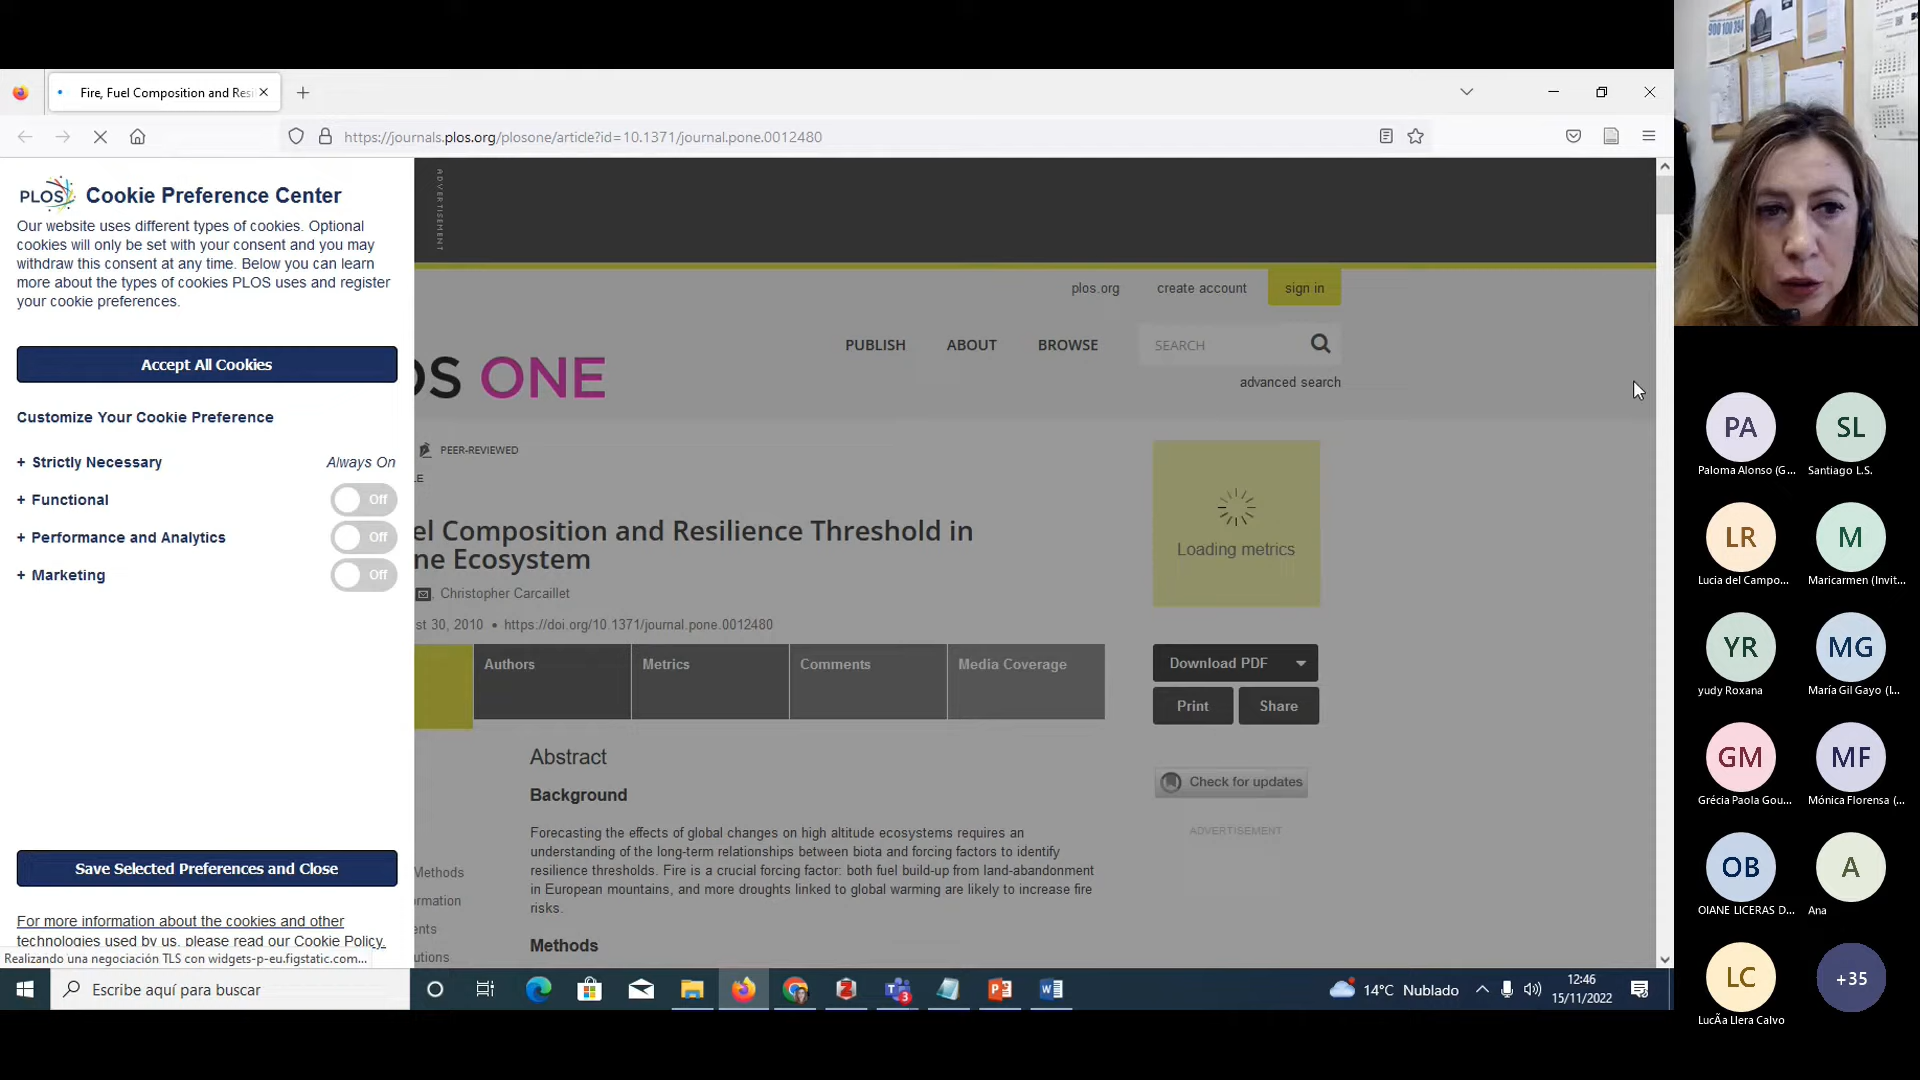 Fire, Fuel Composition and Res
https://journals.plos.org/plosone/article?id=10.1371/journal.pone.0012480
PLOS Cookie Preference Center
Our website uses different types of cookies. Optional
cookies will only be set with your consent and you may
withdraw this consent at any time. Below you can learn
more about the types of cookies PLOS uses and register
your cookie preferences.
Accept All Cookies
Customize Your Cookie Preference
+ Strictly Necessary Always On
+ Functional Off
+ Performance and Analytics Off
+ Marketing Off
Save Selected Preferences and Close
For more information about the cookies and other
technologies used by us, please read our Cookie Policy.
Realizando una negociación TLS con widgets-p-eu.figstatic.com...
ADVERTISEMENT
plos.org create account sign in
OS ONE
PUBLISH ABOUT BROWSE SEARCH
advanced search
PEER-REVIEWED
LE
el Composition and Resilience Threshold in
ne Ecosystem
, Christopher Carcaillet
st 30, 2010 • https://doi.org/10.1371/journal.pone.0012480
Authors Metrics Comments Media Coverage
Loading metrics
Download PDF
Print Share
Check for updates
ADVERTISEMENT
Abstract
Background
Forecasting the effects of global changes on high altitude ecosystems requires an
understanding of the long-term relationships between biota and forcing factors to identify
resilience thresholds. Fire is a crucial forcing factor: both fuel build-up from land-abandonment
in European mountains, and more droughts linked to global warming are likely to increase fire
risks.
Methods
Methods
ormation
ents
utions
Escribe aquí para buscar
3
14°C Nublado
12:46
15/11/2022
900 100 394
PA SL
Paloma Alonso (G... Santiago L.S.
LR M
Lucia del Campo... Maricarmen (Invit...
YR MG
yudy Roxana María Gil Gayo (I...
GM MF
Grécia Paola Gou... Mónica Florensa (...
OB A
OIANE LICERAS D... Ana
LC +35
LucÃa Llera Calvo